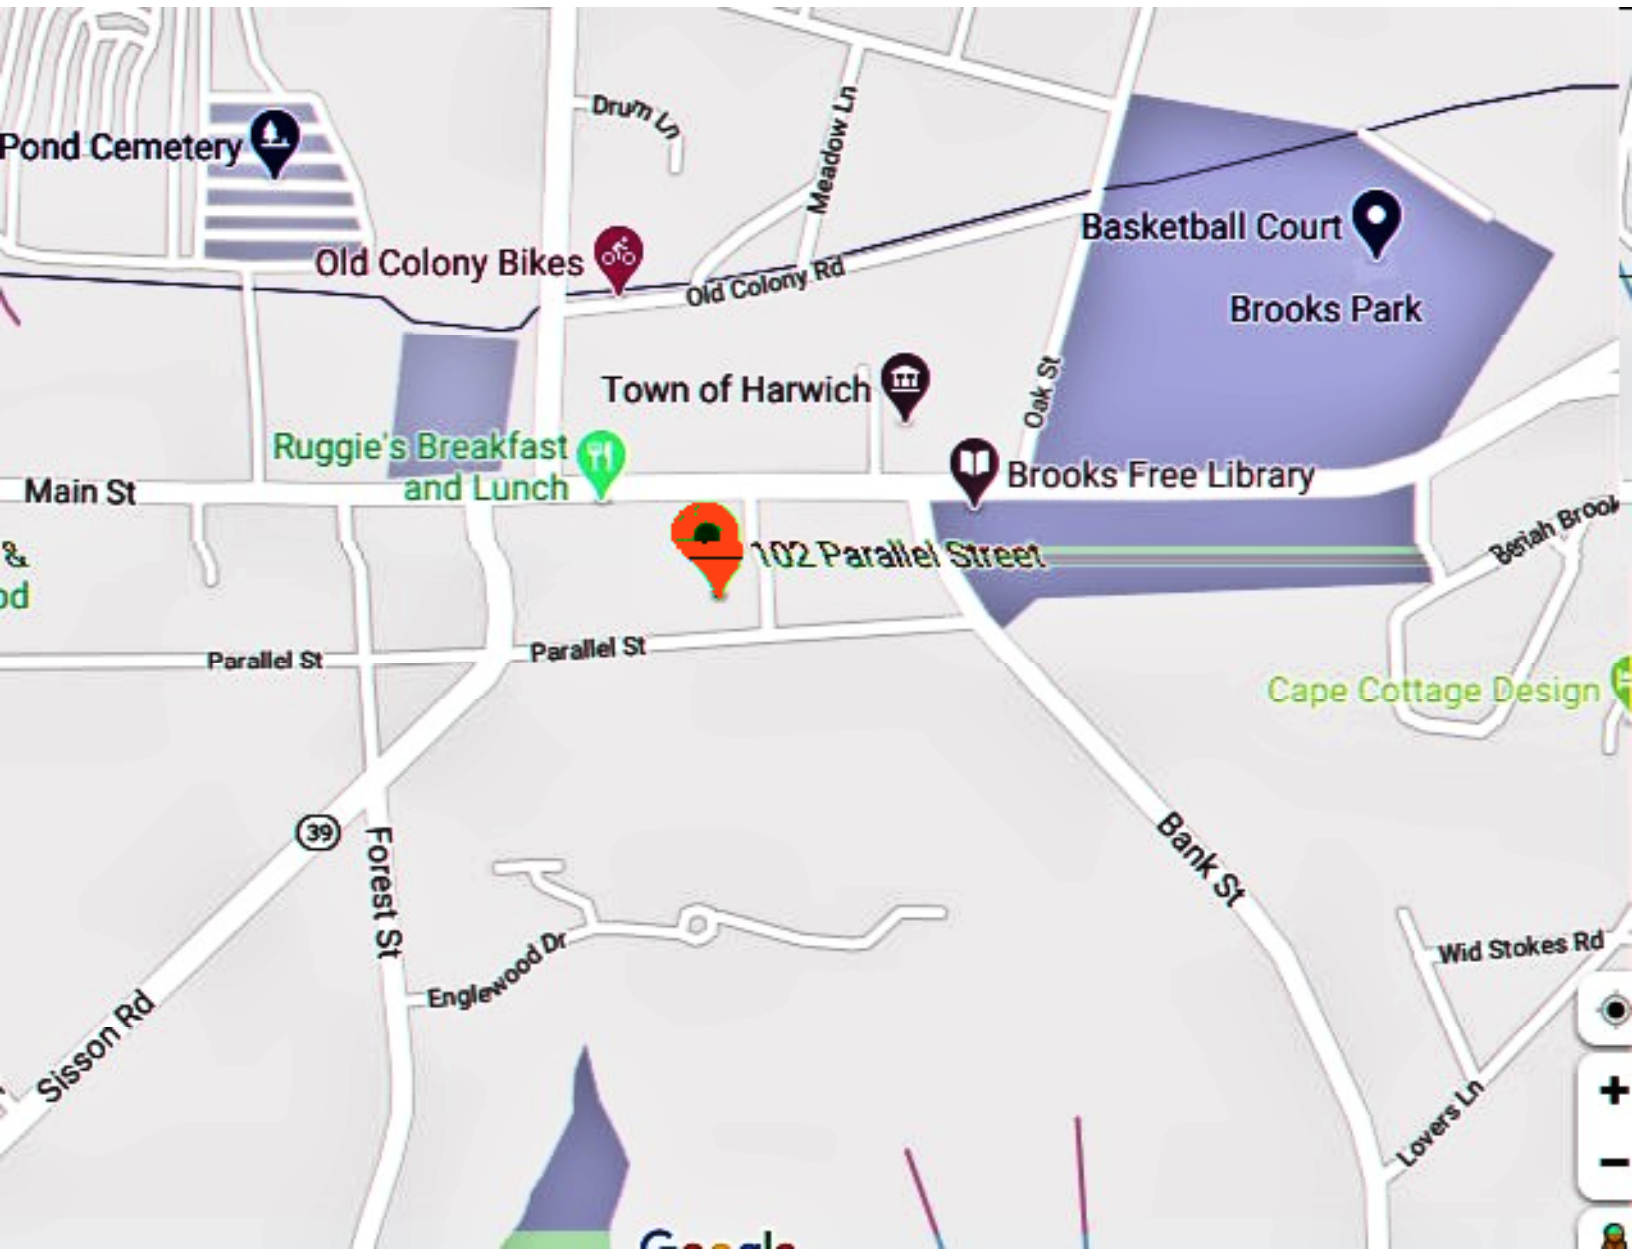 Drum Ln
Meadow Ln
Pond Cemetery
Basketball Court
Old Colony Bikes
Old Colony Rd
Brooks Park
Town of Harwich
Oak St
Ruggie's Breakfast
and Lunch
Brooks Free Library
Main St
Beriah Brook
&
od
102 Parallel Street
Parallel St
Parallel St
Cape Cottage Design
39
Forest St
Bank St
Englewood Dr
Wid Stokes Rd
Sisson Rd
Lovers Ln
+
−
Google